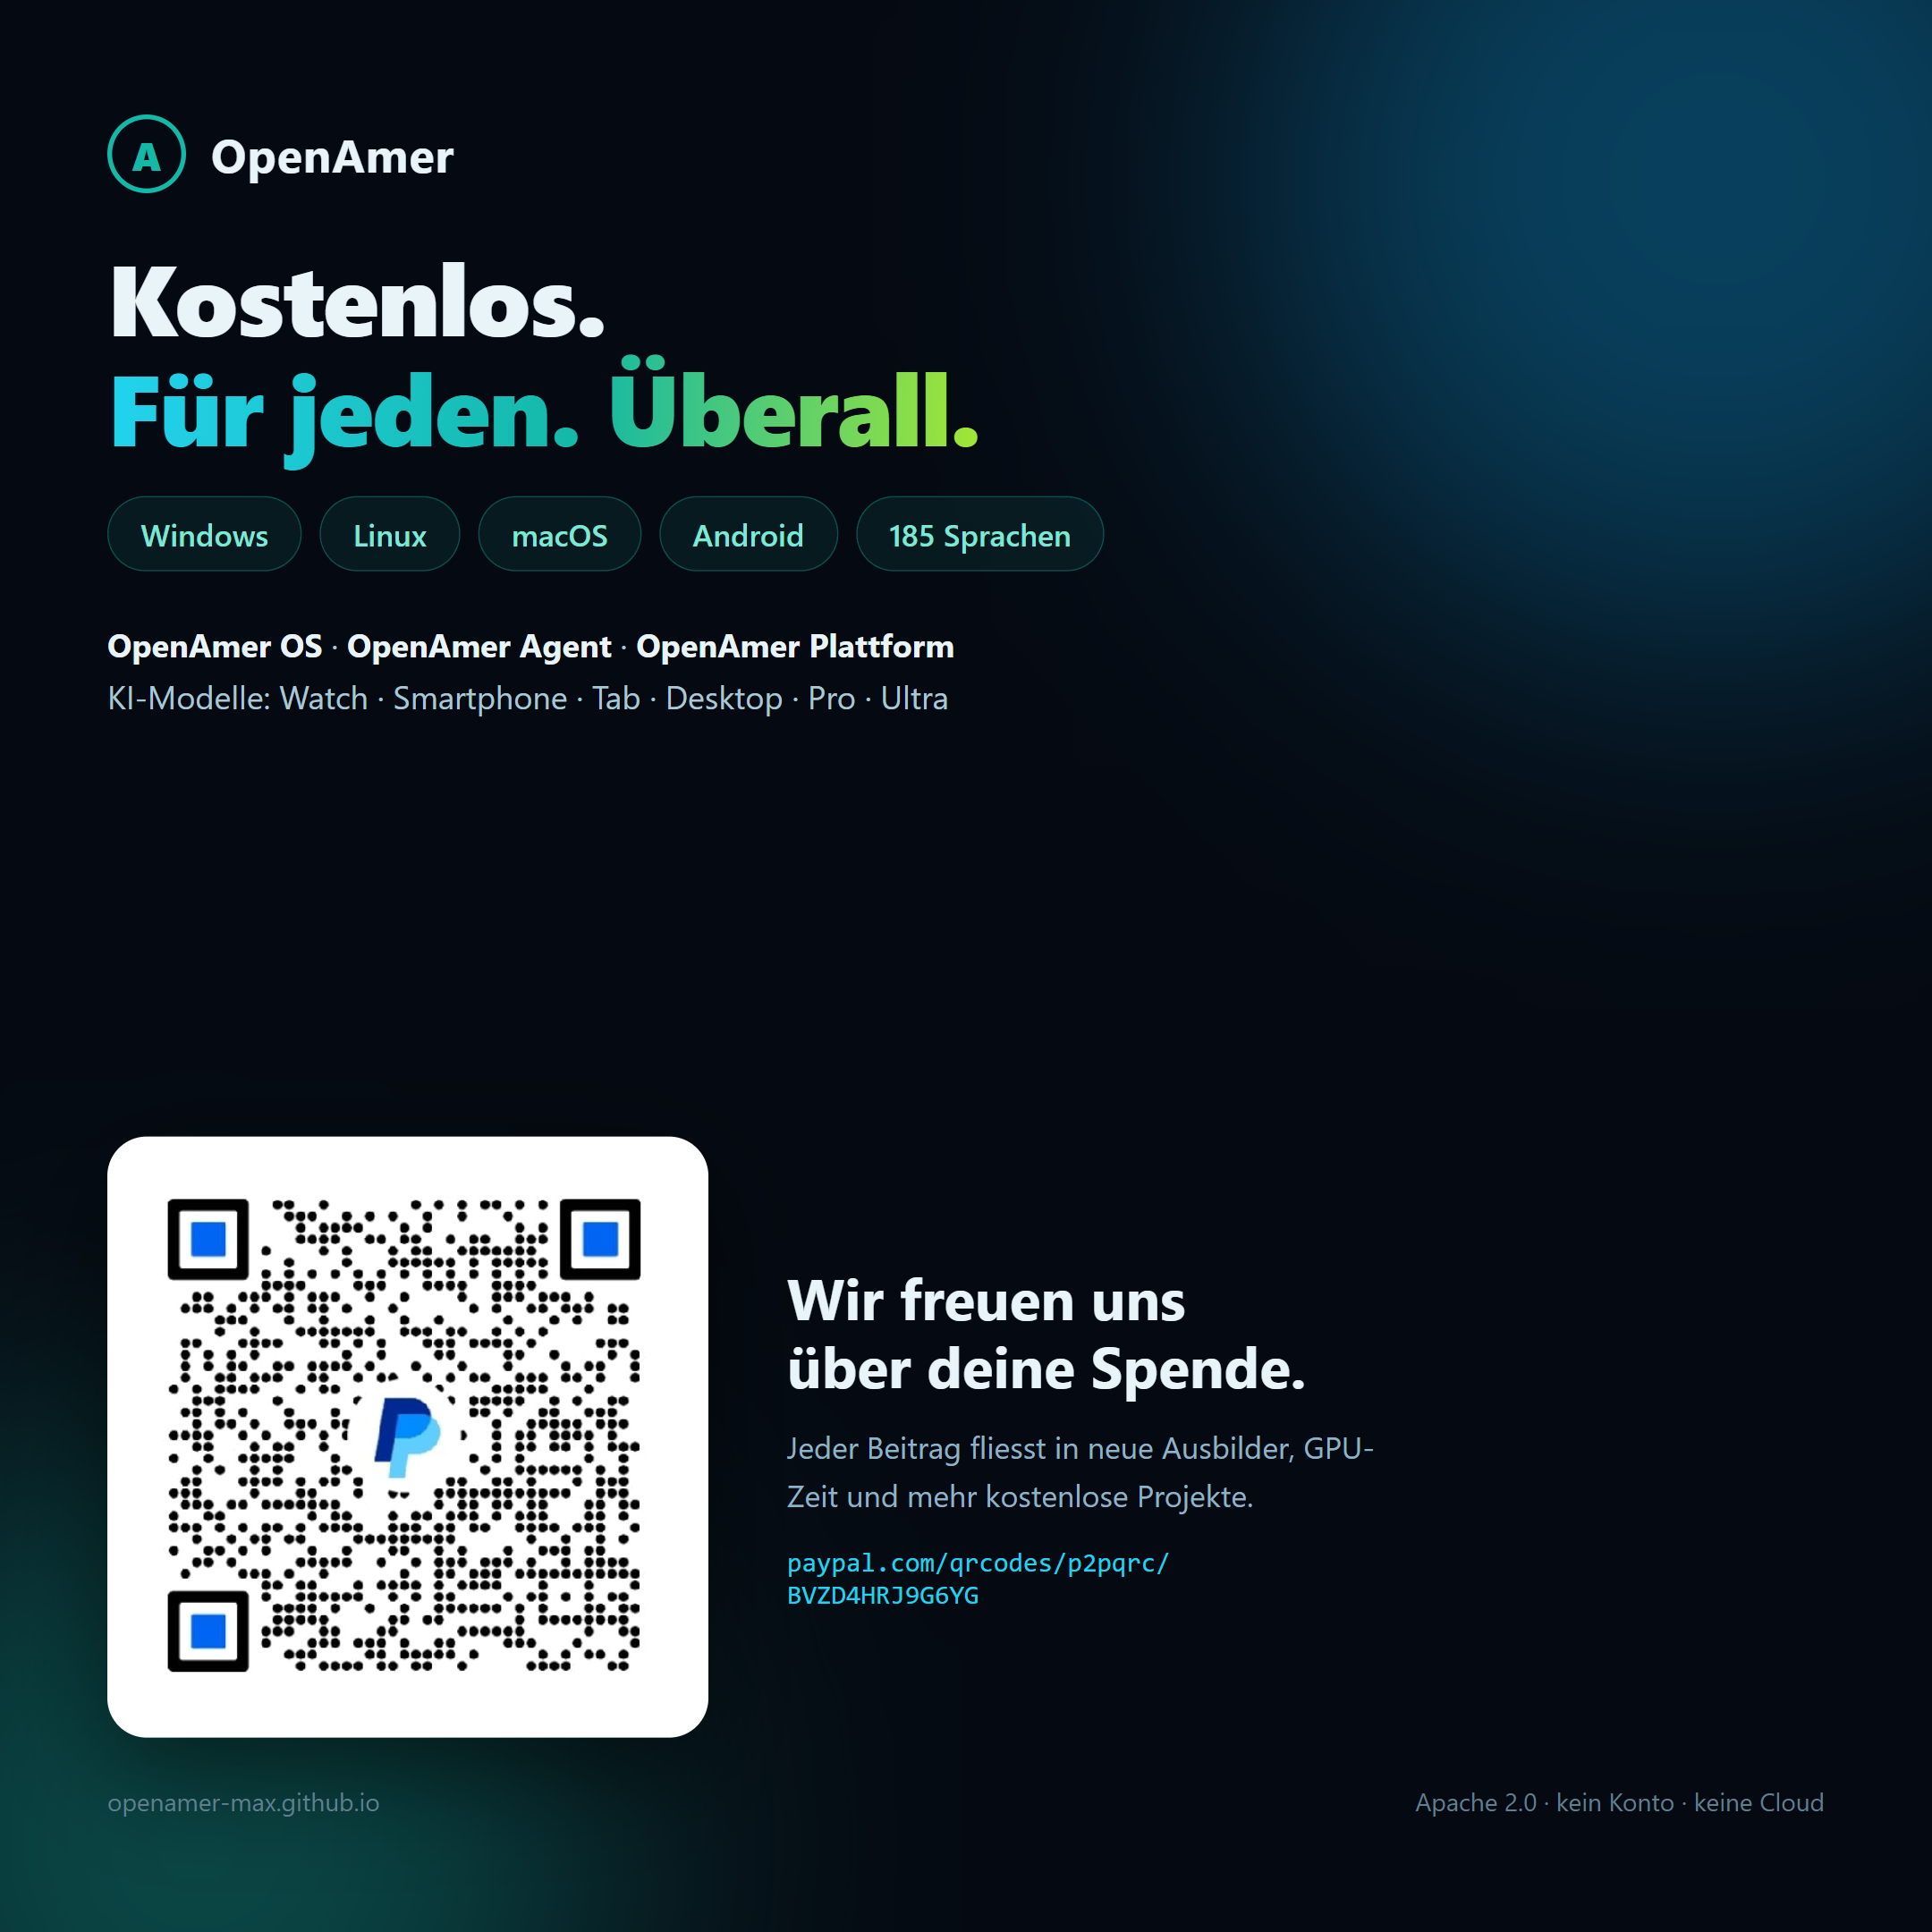 A OpenAmer
Kostenlos.
Für jeden. Überall.
Windows Linux macOS Android 185 Sprachen
OpenAmer OS · OpenAmer Agent · OpenAmer Plattform
KI-Modelle: Watch · Smartphone · Tab · Desktop · Pro · Ultra
Wir freuen uns
über deine Spende.
Jeder Beitrag fliesst in neue Ausbilder, GPU-
Zeit und mehr kostenlose Projekte.
paypal.com/qrcodes/p2pqrc/
BVZD4HRJ9G6YG
openamer-max.github.io
Apache 2.0 · kein Konto · keine Cloud